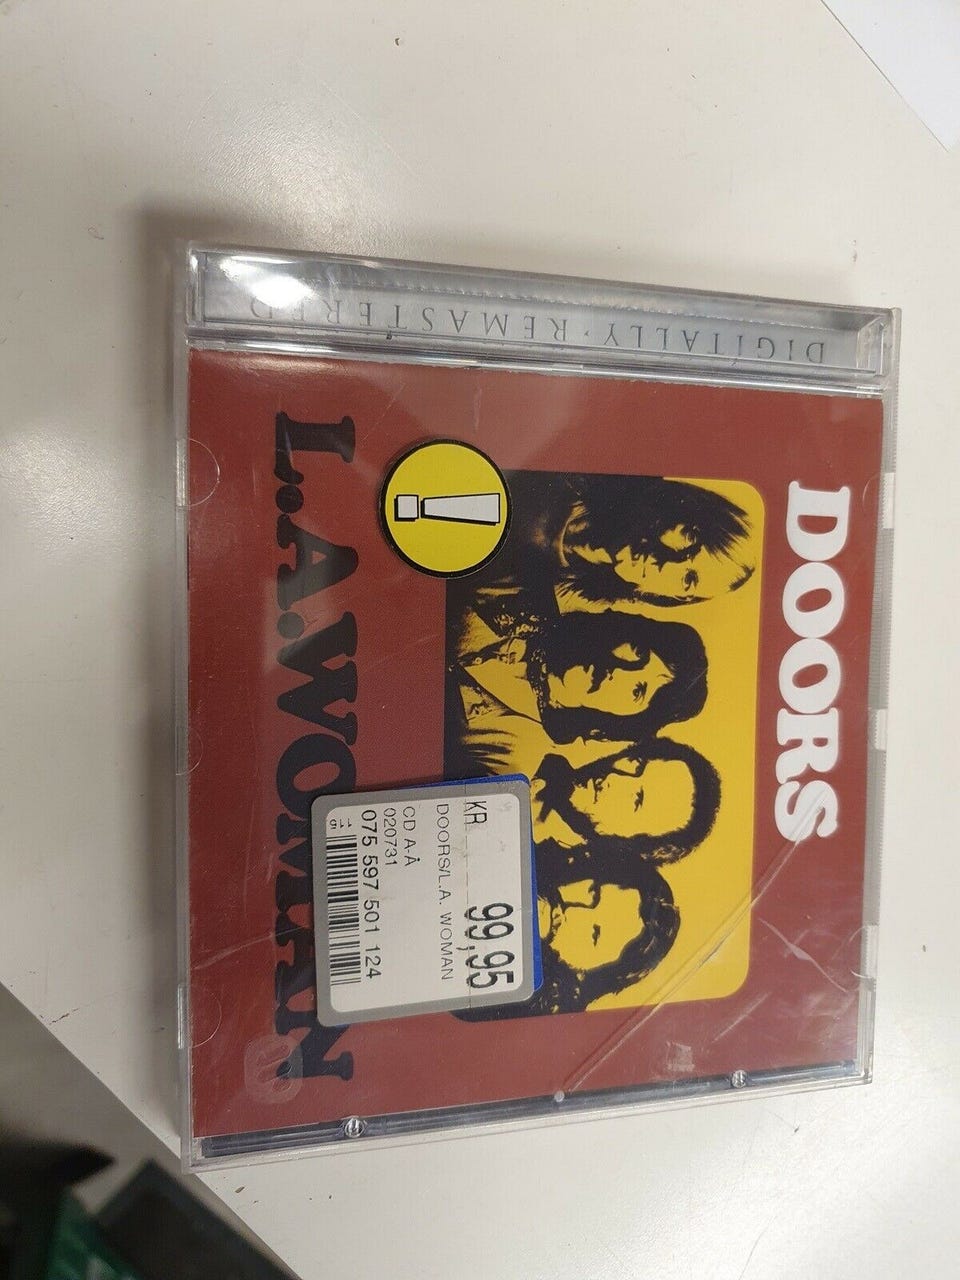 DIGITALLY · REMASTERED
DOORS
L.A.WOMAN
!
KR 99,95
DOORS/L.A. WOMAN
CD A-Å
020731
075 597 501 124